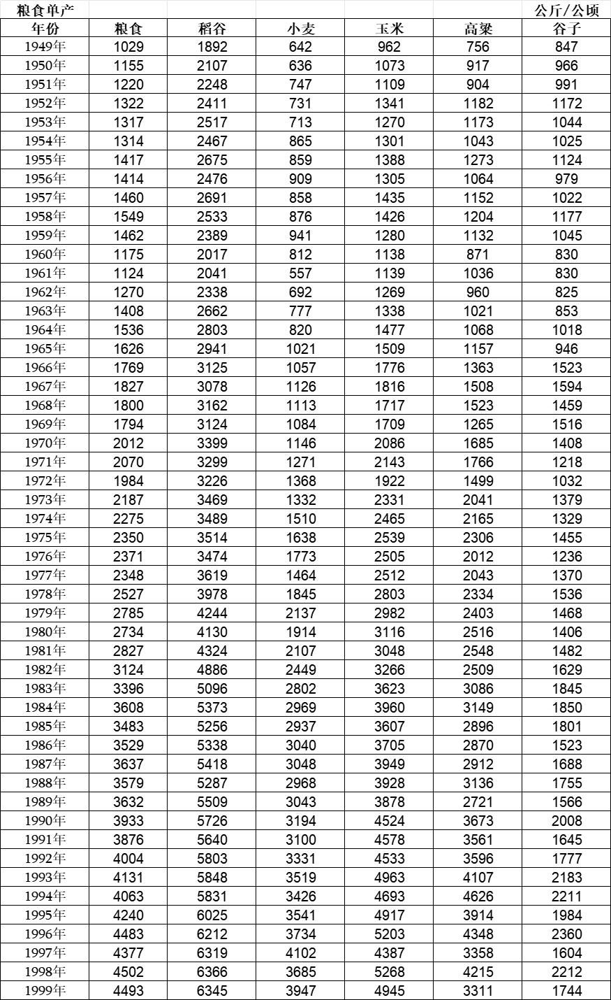 粮食单产 公斤/公顷
年份 粮食 稻谷 小麦 玉米 高粱 谷子
1949年 1029 1892 642 962 756 847
1950年 1155 2107 636 1073 917 966
1951年 1220 2248 747 1109 904 991
1952年 1322 2411 731 1341 1182 1172
1953年 1317 2517 713 1270 1173 1044
1954年 1314 2467 865 1301 1043 1025
1955年 1417 2675 859 1388 1273 1124
1956年 1414 2476 909 1305 1064 979
1957年 1460 2691 858 1435 1152 1022
1958年 1549 2533 876 1426 1204 1177
1959年 1462 2389 941 1280 1132 1045
1960年 1175 2017 812 1138 871 830
1961年 1124 2041 557 1139 1036 830
1962年 1270 2338 692 1269 960 825
1963年 1408 2662 777 1338 1021 853
1964年 1536 2803 820 1477 1068 1018
1965年 1626 2941 1021 1509 1157 946
1966年 1769 3125 1057 1776 1363 1523
1967年 1827 3078 1126 1816 1508 1594
1968年 1800 3162 1113 1717 1523 1459
1969年 1794 3124 1084 1709 1265 1516
1970年 2012 3399 1146 2086 1685 1408
1971年 2070 3299 1271 2143 1766 1218
1972年 1984 3226 1368 1922 1499 1032
1973年 2187 3469 1332 2331 2041 1379
1974年 2275 3489 1510 2465 2165 1329
1975年 2350 3514 1638 2539 2306 1455
1976年 2371 3474 1773 2505 2012 1236
1977年 2348 3619 1464 2512 2043 1370
1978年 2527 3978 1845 2803 2334 1536
1979年 2785 4244 2137 2982 2403 1468
1980年 2734 4130 1914 3116 2516 1406
1981年 2827 4324 2107 3048 2548 1482
1982年 3124 4886 2449 3266 2509 1629
1983年 3396 5096 2802 3623 3086 1845
1984年 3608 5373 2969 3960 3149 1850
1985年 3483 5256 2937 3607 2896 1801
1986年 3529 5338 3040 3705 2870 1523
1987年 3637 5418 3048 3949 2912 1688
1988年 3579 5287 2968 3928 3136 1755
1989年 3632 5509 3043 3878 2721 1566
1990年 3933 5726 3194 4524 3673 2008
1991年 3876 5640 3100 4578 3561 1645
1992年 4004 5803 3331 4533 3596 1777
1993年 4131 5848 3519 4963 4107 2183
1994年 4063 5831 3426 4693 4626 2211
1995年 4240 6025 3541 4917 3914 1984
1996年 4483 6212 3734 5203 4348 2360
1997年 4377 6319 4102 4387 3358 1604
1998年 4502 6366 3685 5268 4215 2212
1999年 4493 6345 3947 4945 3311 1744